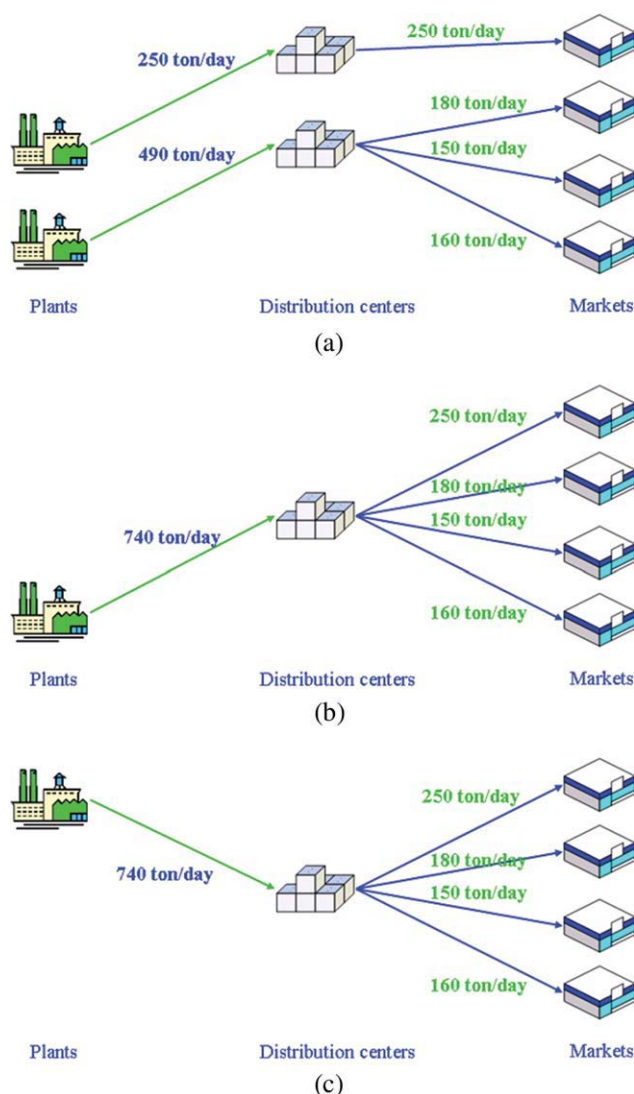 250 ton/day 250 ton/day
180 ton/day
490 ton/day 150 ton/day
160 ton/day
Plants Distribution centers Markets
(a)
250 ton/day
180 ton/day
740 ton/day 150 ton/day
160 ton/day
Plants Distribution centers Markets
(b)
250 ton/day
740 ton/day 180 ton/day
150 ton/day
160 ton/day
Plants Distribution centers Markets
(c)